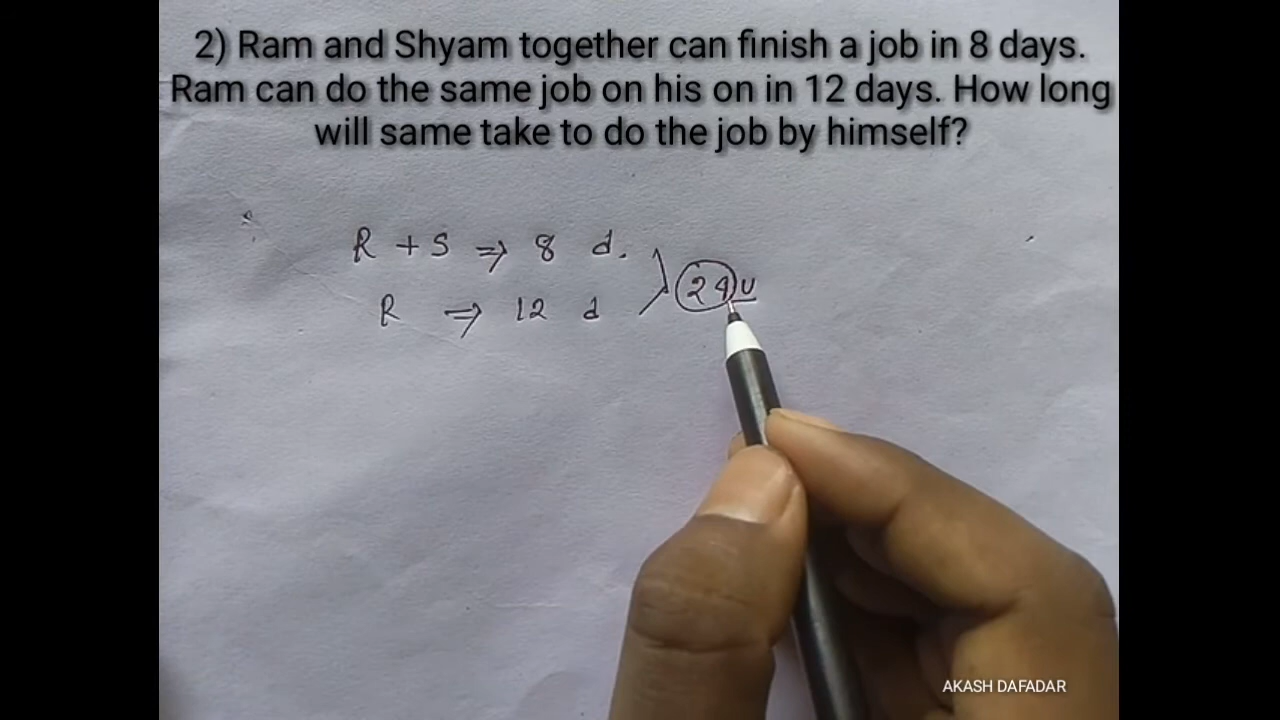 2) Ram and Shyam together can finish a job in 8 days.
Ram can do the same job on his on in 12 days. How long
will same take to do the job by himself?
R + S ⇒ 8 d.
R ⇒ 12 d
24 U
AKASH DAFADAR